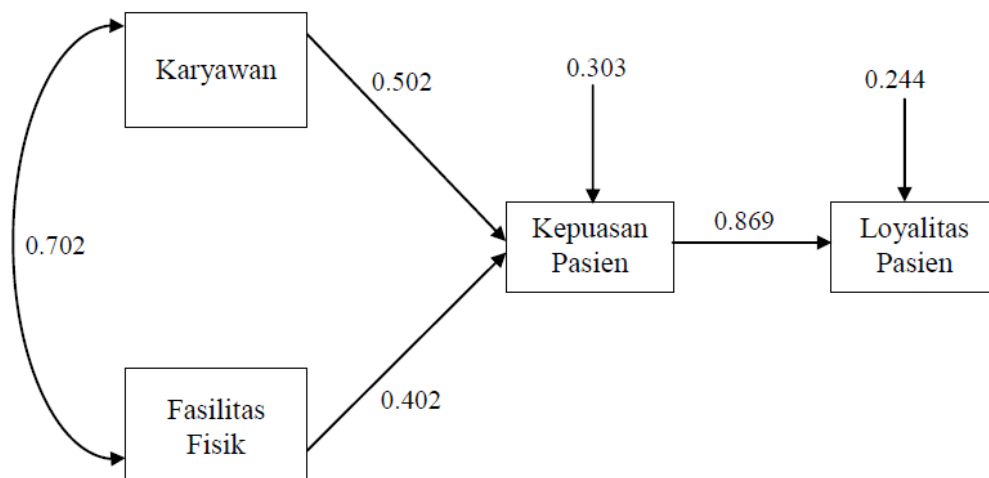 Karyawan
0.303
0.244
0.502
Kepuasan
Pasien
0.869
Loyalitas
Pasien
0.702
Fasilitas
Fisik
0.402